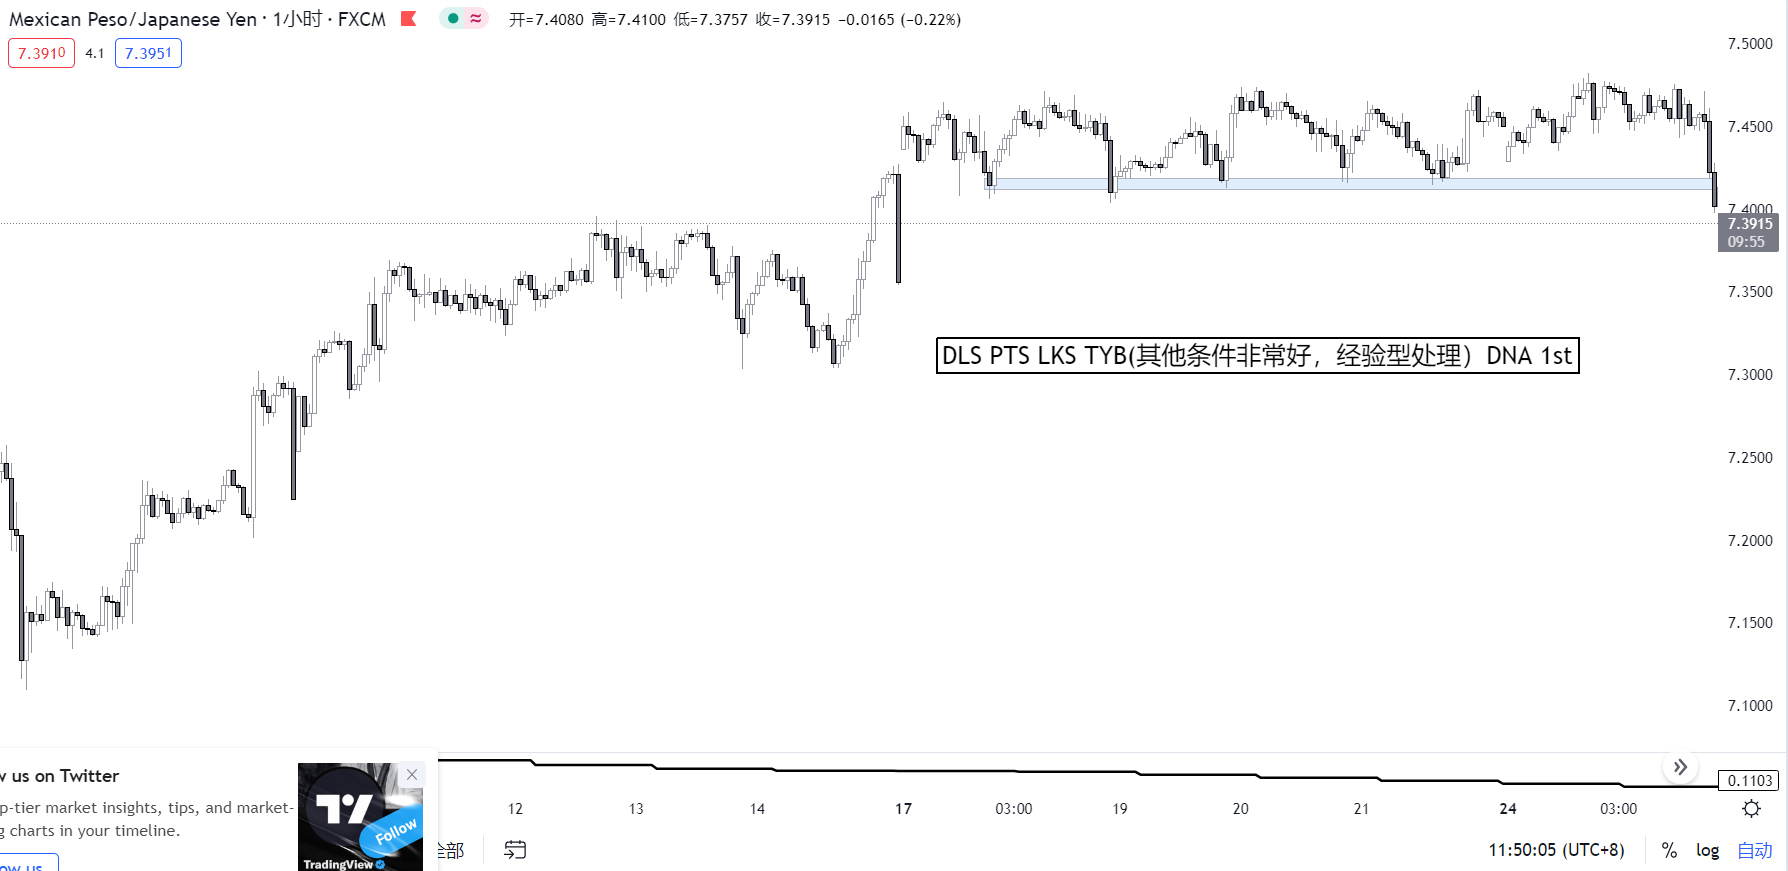 Mexican Peso/Japanese Yen · 1小时 · FXCM
开=7.4080 高=7.4100 低=7.3757 收=7.3915 −0.0165 (−0.22%)
7.3910 4.1 7.3951
7.5000
7.4500
7.4000
7.3915
09:55
7.3500
DLS PTS LKS TYB(其他条件非常好，经验型处理）DNA 1st
7.3000
7.2500
7.2000
7.1500
7.1000
0.1103
w us on Twitter
p-tier market insights, tips, and market-
g charts in your timeline.
ow us
Follow
TradingView
12 13 14 17 03:00 19 20 21 24 03:00
全部
11:50:05 (UTC+8) % log 自动